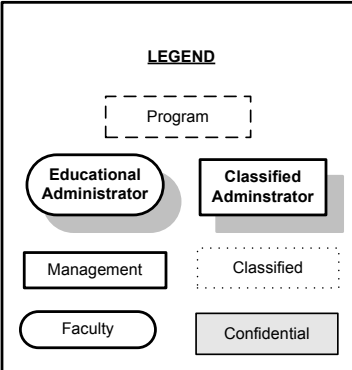 LEGEND
Program
Educational
Administrator
Classified
Adminstrator
Management
Classified
Faculty
Confidential